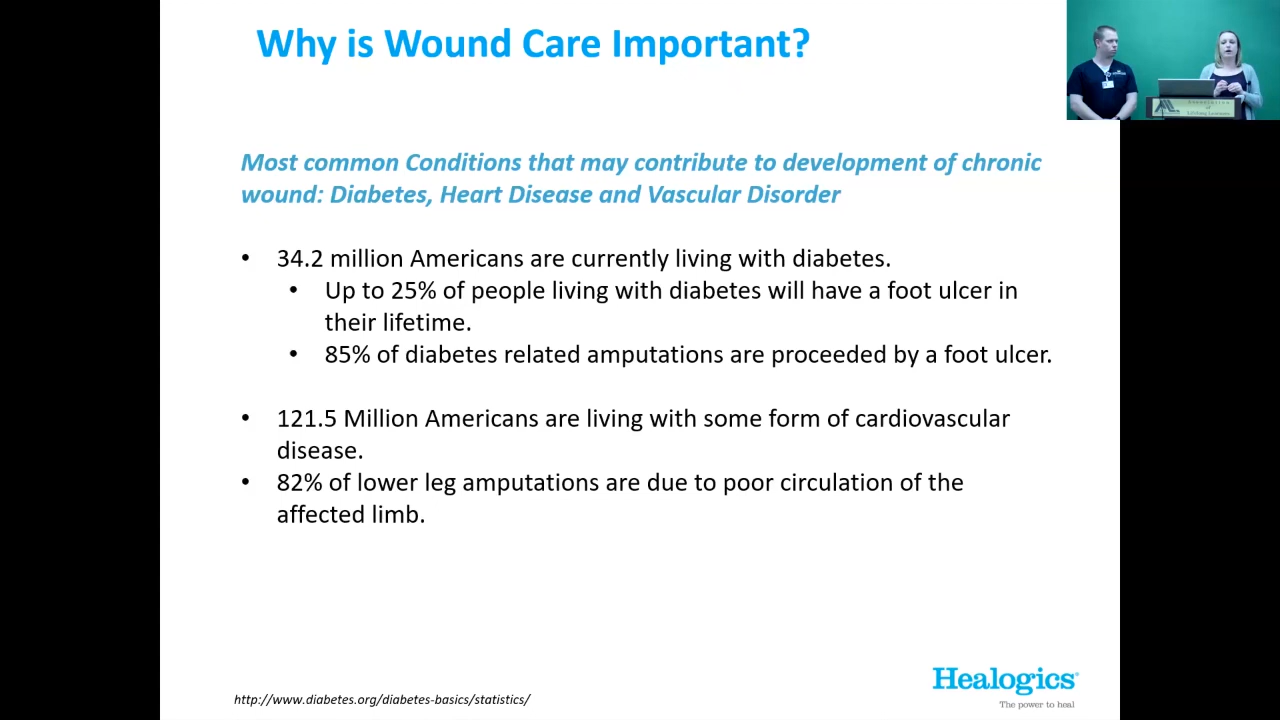 Why is Wound Care Important?
Most common Conditions that may contribute to development of chronic
wound: Diabetes, Heart Disease and Vascular Disorder
• 34.2 million Americans are currently living with diabetes.
• Up to 25% of people living with diabetes will have a foot ulcer in
their lifetime.
• 85% of diabetes related amputations are proceeded by a foot ulcer.
• 121.5 Million Americans are living with some form of cardiovascular
disease.
• 82% of lower leg amputations are due to poor circulation of the
affected limb.
http://www.diabetes.org/diabetes-basics/statistics/
Healogics
The power to heal